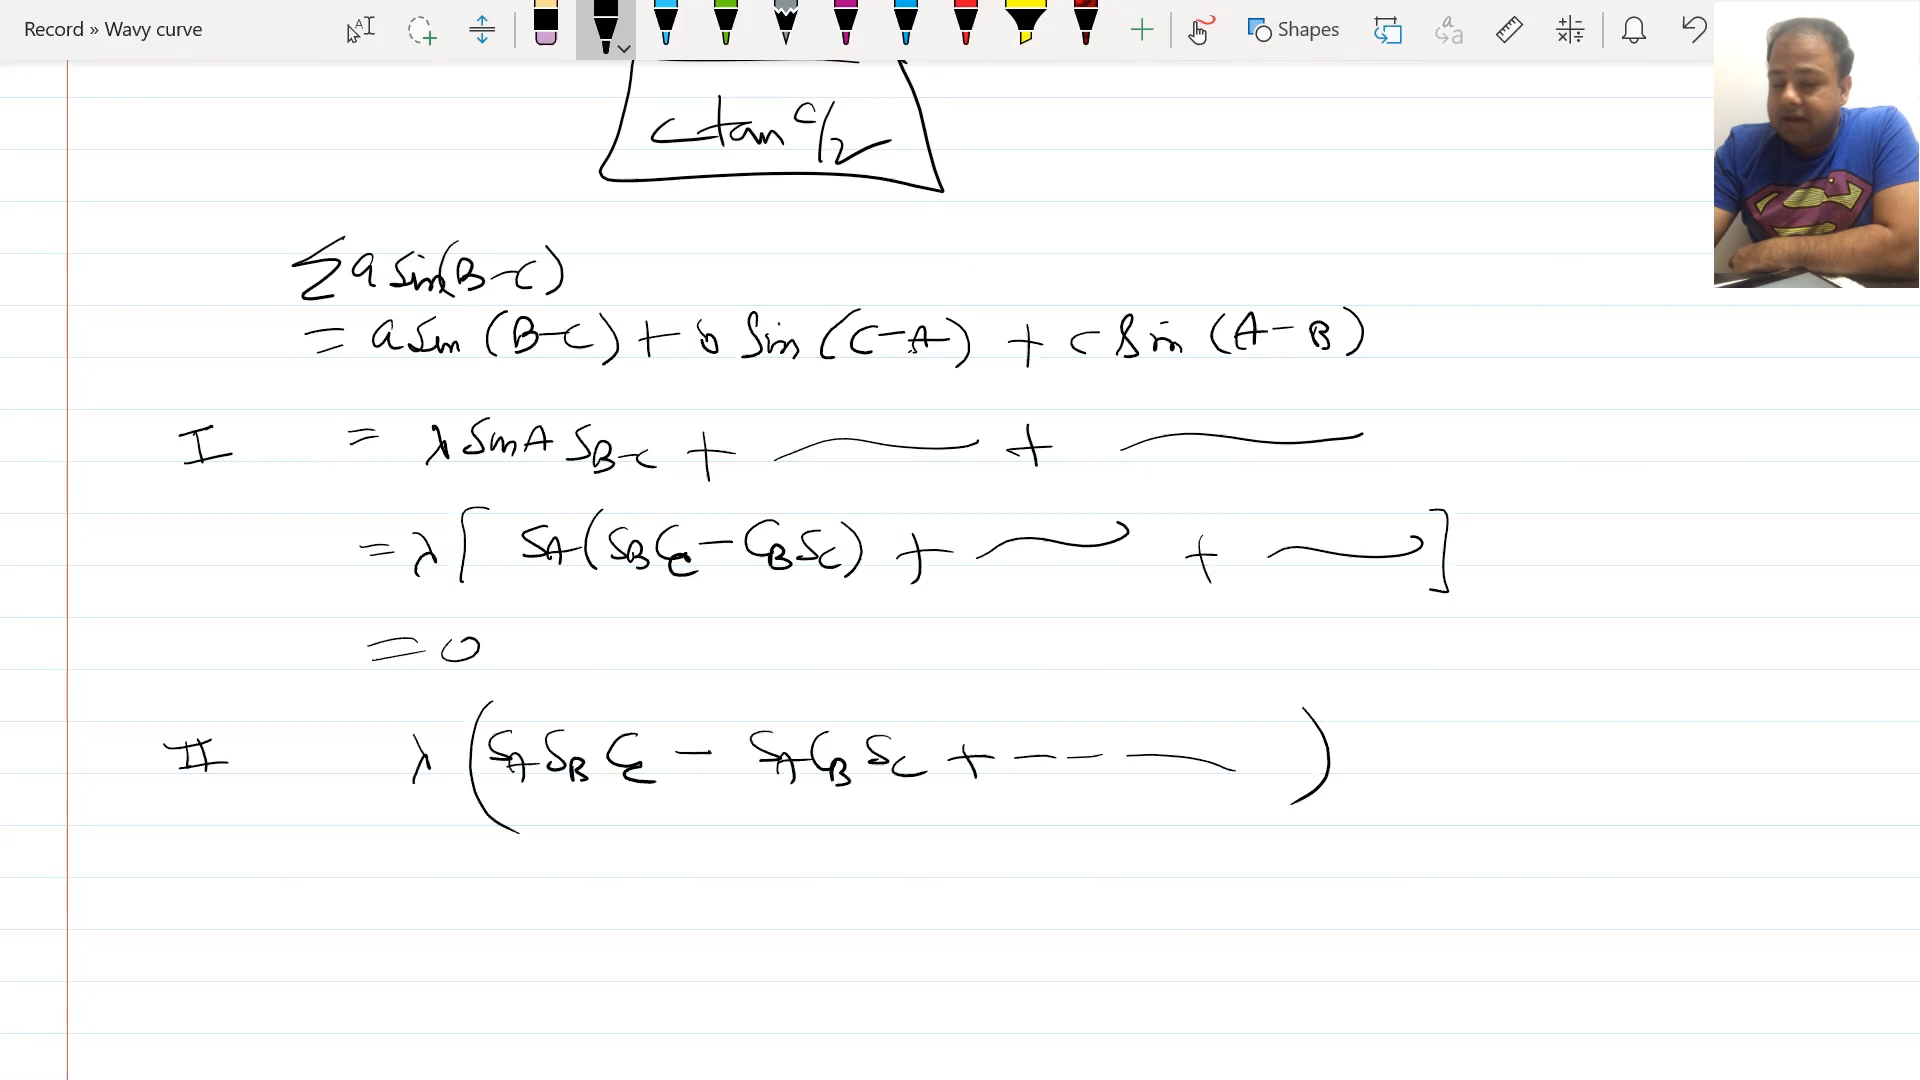 Record » Wavy curve
Shapes
c tan C/2
Σ a sin(B-C)
= a sin (B-C) + b sin (C-A) + c sin (A-B)
I = λ sin A S_{B-C} + ——— + ———
= λ [ S_A (S_B C_C - C_B S_C) + ——— + ——— ]
= 0
II λ ( S_A S_B C_C - S_A C_B S_C + - - - —— )